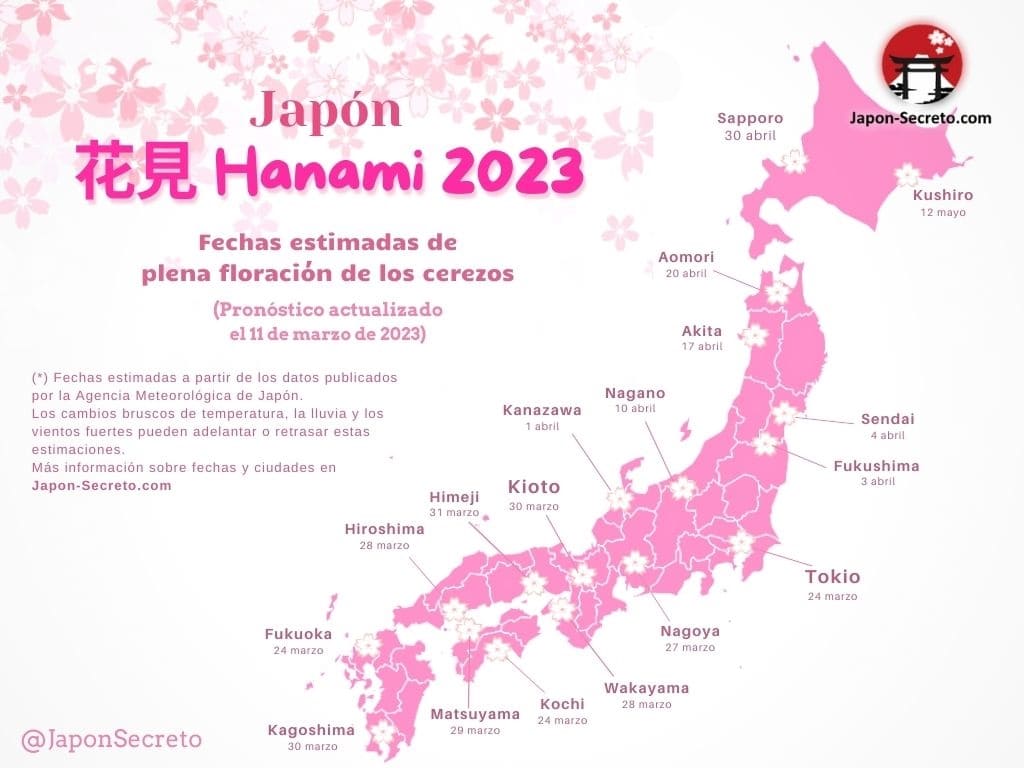 Japón
花見 Hanami 2023
Fechas estimadas de
plena floración de los cerezos
(Pronóstico actualizado
el 11 de marzo de 2023)
(*) Fechas estimadas a partir de los datos publicados
por la Agencia Meteorológica de Japón.
Los cambios bruscos de temperatura, la lluvia y los
vientos fuertes pueden adelantar o retrasar estas
estimaciones.
Más información sobre fechas y ciudades en
Japon-Secreto.com
Japon-Secreto.com
Sapporo
30 abril
Kushiro
12 mayo
Aomori
20 abril
Akita
17 abril
Nagano
10 abril
Kanazawa
1 abril
Sendai
4 abril
Fukushima
3 abril
Kioto
30 marzo
Himeji
31 marzo
Hiroshima
28 marzo
Tokio
24 marzo
Fukuoka
24 marzo
Nagoya
27 marzo
Wakayama
28 marzo
Kochi
24 marzo
Matsuyama
29 marzo
Kagoshima
30 marzo
@JaponSecreto